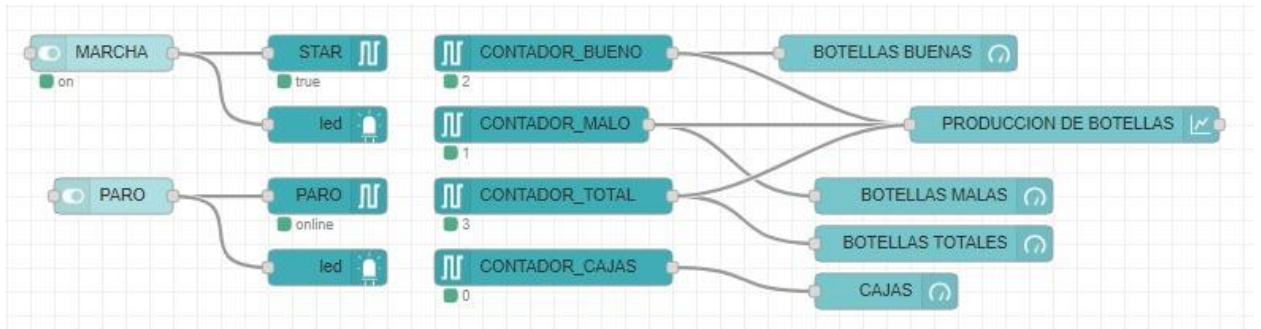 MARCHA
on
STAR
true
led
PARO
PARO
online
led
CONTADOR_BUENO
2
CONTADOR_MALO
1
CONTADOR_TOTAL
3
CONTADOR_CAJAS
0
BOTELLAS BUENAS
PRODUCCION DE BOTELLAS
BOTELLAS MALAS
BOTELLAS TOTALES
CAJAS